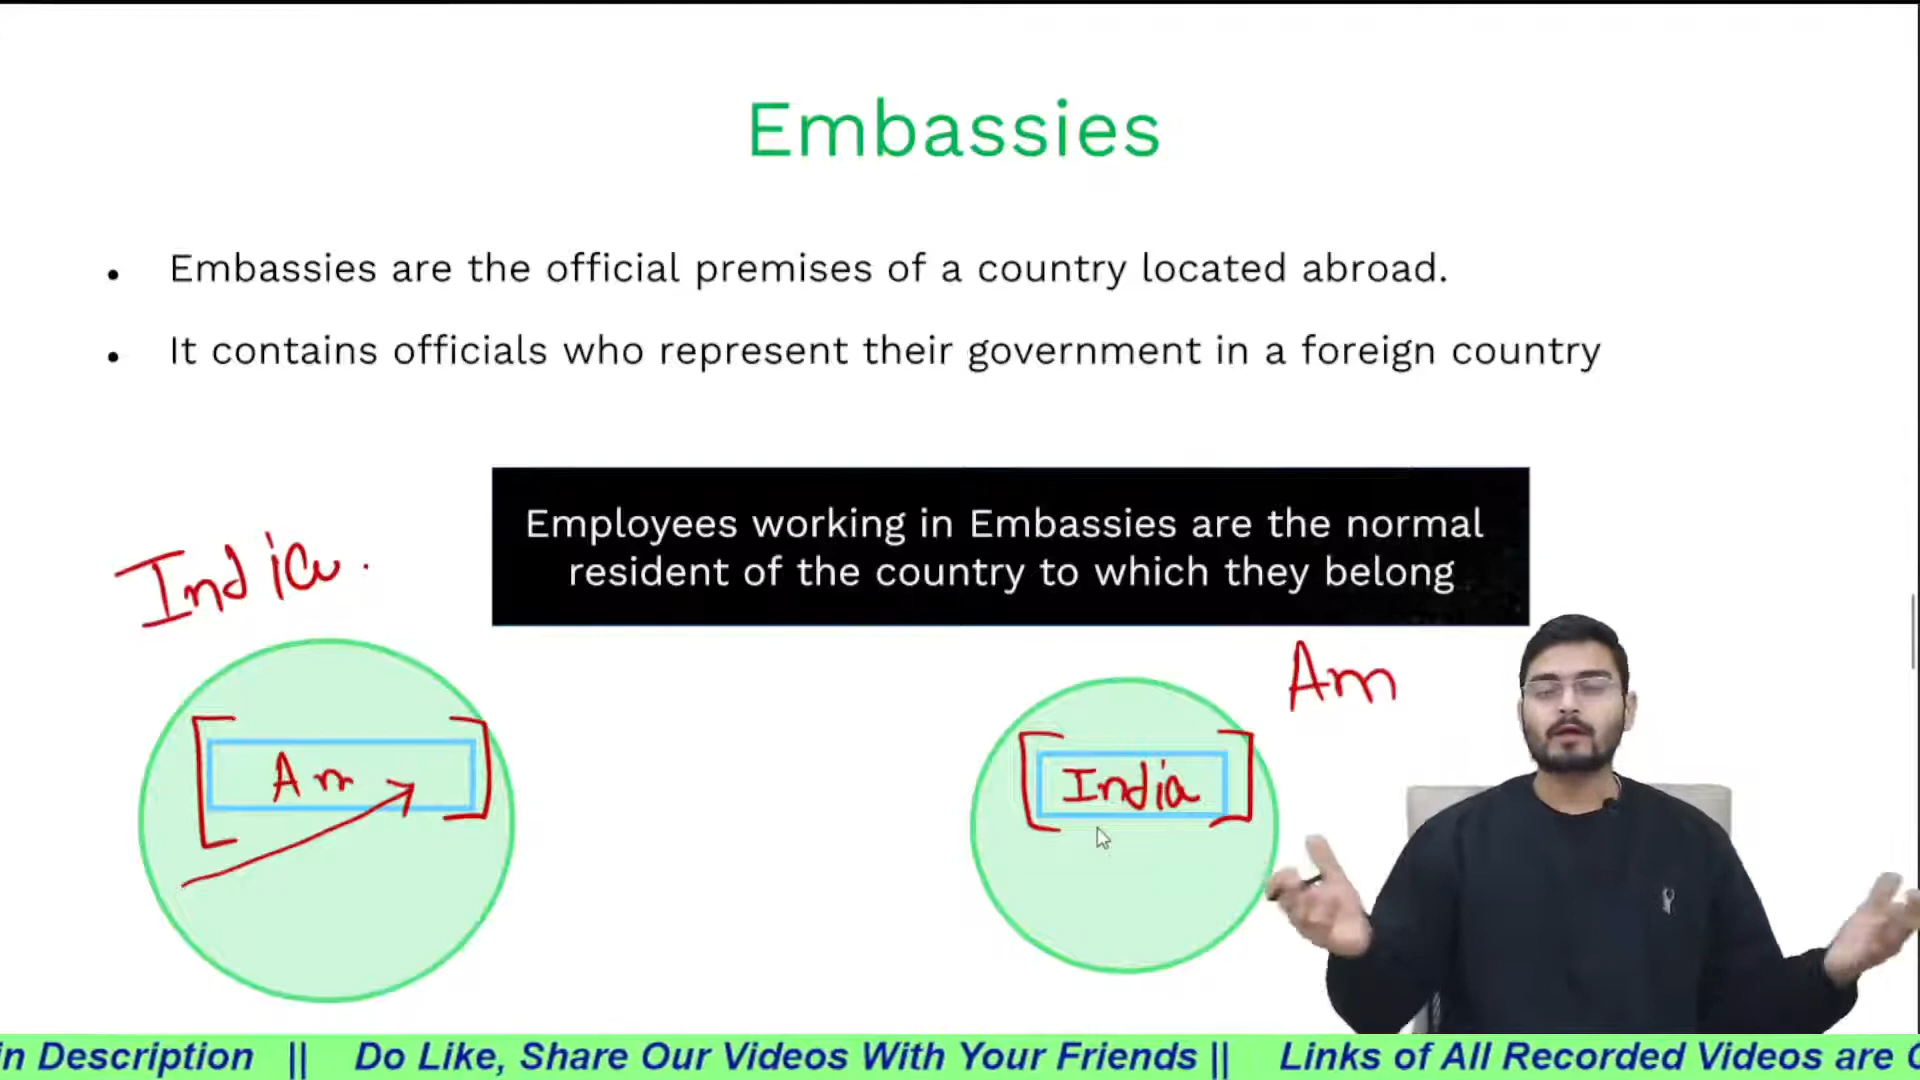 Embassies
• Embassies are the official premises of a country located abroad.
• It contains officials who represent their government in a foreign country
Employees working in Embassies are the normal
resident of the country to which they belong
India.
Am
Am
India
in Description || Do Like, Share Our Videos With Your Friends || Links of All Recorded Videos are